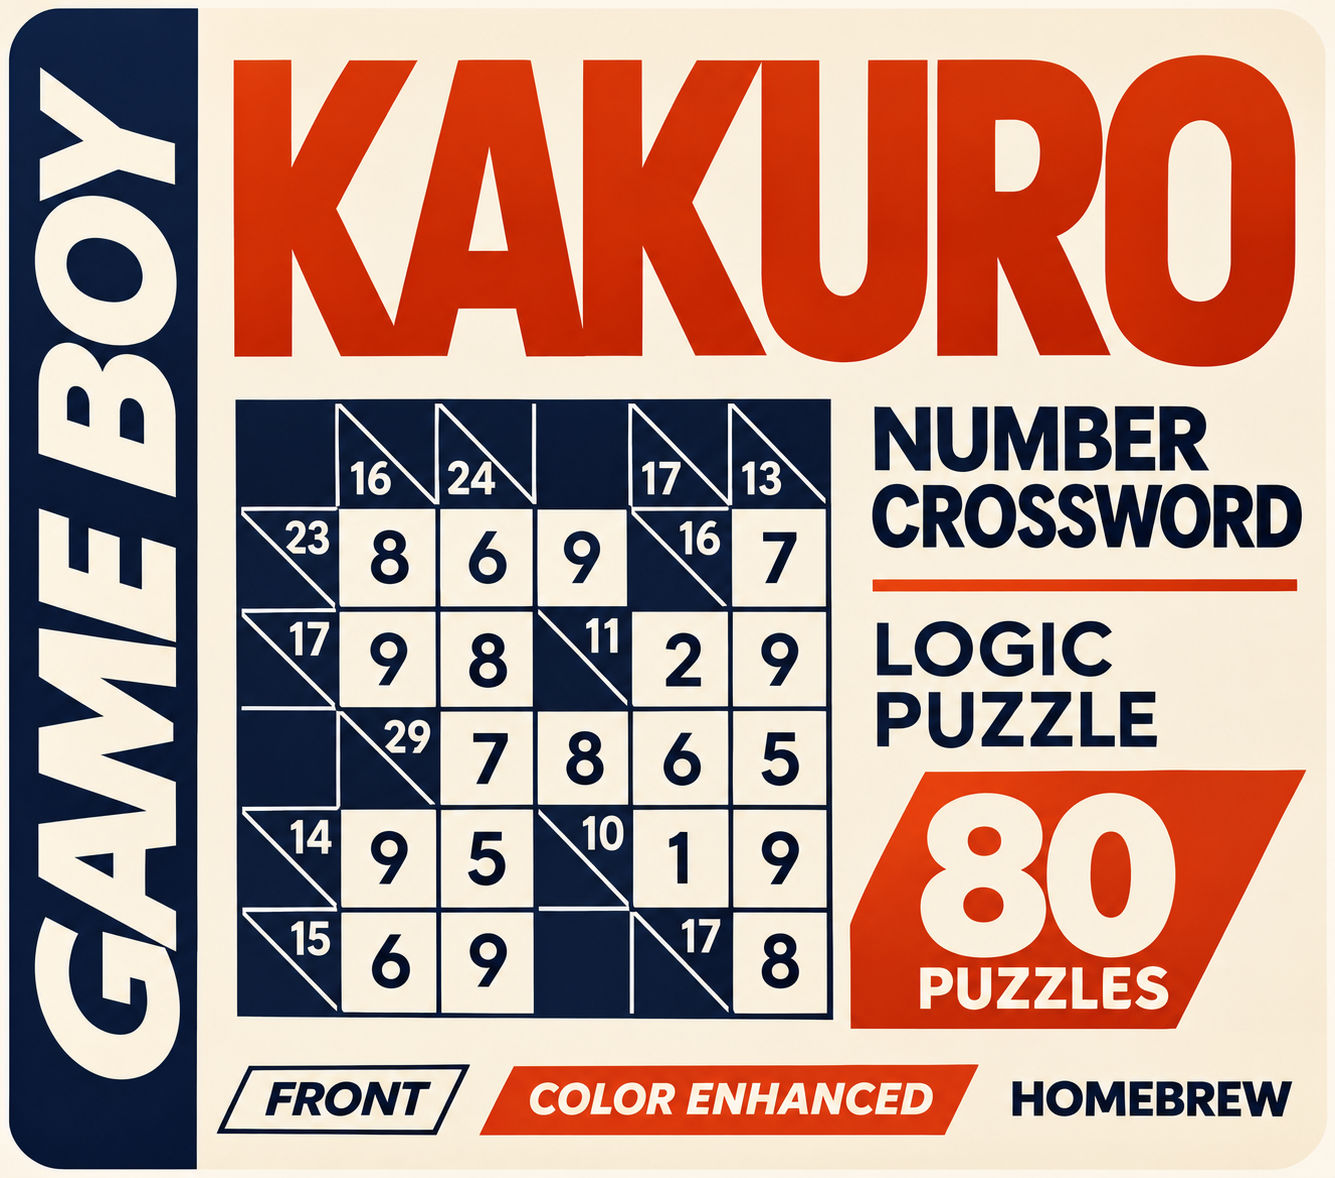 GAME BOY
KAKURO
16 24 17 13
23 8 6 9 16 7
17 9 8 11 2 9
29 7 8 6 5
14 9 5 10 1 9
15 6 9 17 8
NUMBER
CROSSWORD
LOGIC
PUZZLE
80
PUZZLES
FRONT
COLOR ENHANCED
HOMEBREW